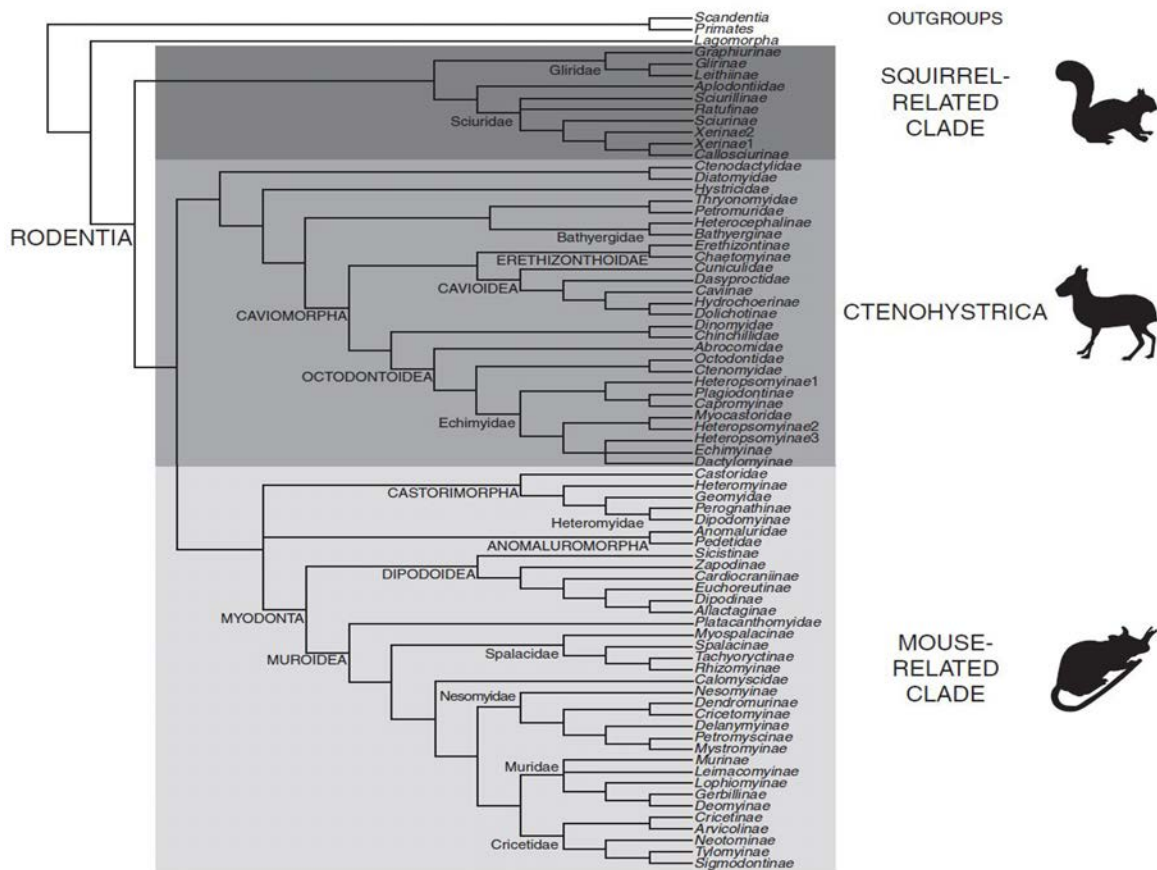 Scandentia
Primates
OUTGROUPS
Lagomorpha
Graphiurinae
Gliridae
Glirinae
Leithiinae
Aplodontiidae
Sciurillinae
Ratufinae
Sciuridae
Sciurinae
Xerinae2
Xerinae1
Callosciurinae
SQUIRREL-
RELATED
CLADE
Ctenodactylidae
Diatomyidae
Hystricidae
Thryonomyidae
Petromuridae
RODENTIA
Heterocephalinae
Bathyergidae
Bathyerginae
Erethizontinae
ERETHIZONTHOIDAE
Chaetomyinae
Cuniculidae
Dasyproctidae
CAVIOIDEA
Caviinae
Hydrochoerinae
CAVIOMORPHA
Dolichotinae
CTENOHYSTRICA
Dinomyidae
Chinchillidae
Abrocomidae
Octodontidae
OCTODONTOIDEA
Ctenomyidae
Heteropsomyinae1
Plagiodontinae
Capromyinae
Echimyidae
Myocastoridae
Heteropsomyinae2
Heteropsomyinae3
Echimyinae
Dactylomyinae
Castoridae
CASTORIMORPHA
Heteromyinae
Geomyidae
Perognathinae
Heteromyidae
Dipodomyinae
Anomaluridae
ANOMALUROMORPHA
Pedetidae
Sicistinae
Zapodinae
DIPODOIDEA
Cardiocraniinae
Euchoreutinae
Dipodinae
MYODONTA
Allactaginae
Platacanthomyidae
Myospalacinae
MUROIDEA
Spalacidae
Spalacinae
Tachyoryctinae
Rhizomyinae
MOUSE-
RELATED
CLADE
Calomyscidae
Nesomyidae
Nesomyinae
Dendromurinae
Cricetomyinae
Delanymyinae
Petromyscinae
Mystromyinae
Murinae
Muridae
Leimacomyinae
Lophiomyinae
Gerbillinae
Deomyinae
Cricetinae
Arvicolinae
Cricetidae
Neotominae
Tylomyinae
Sigmodontinae